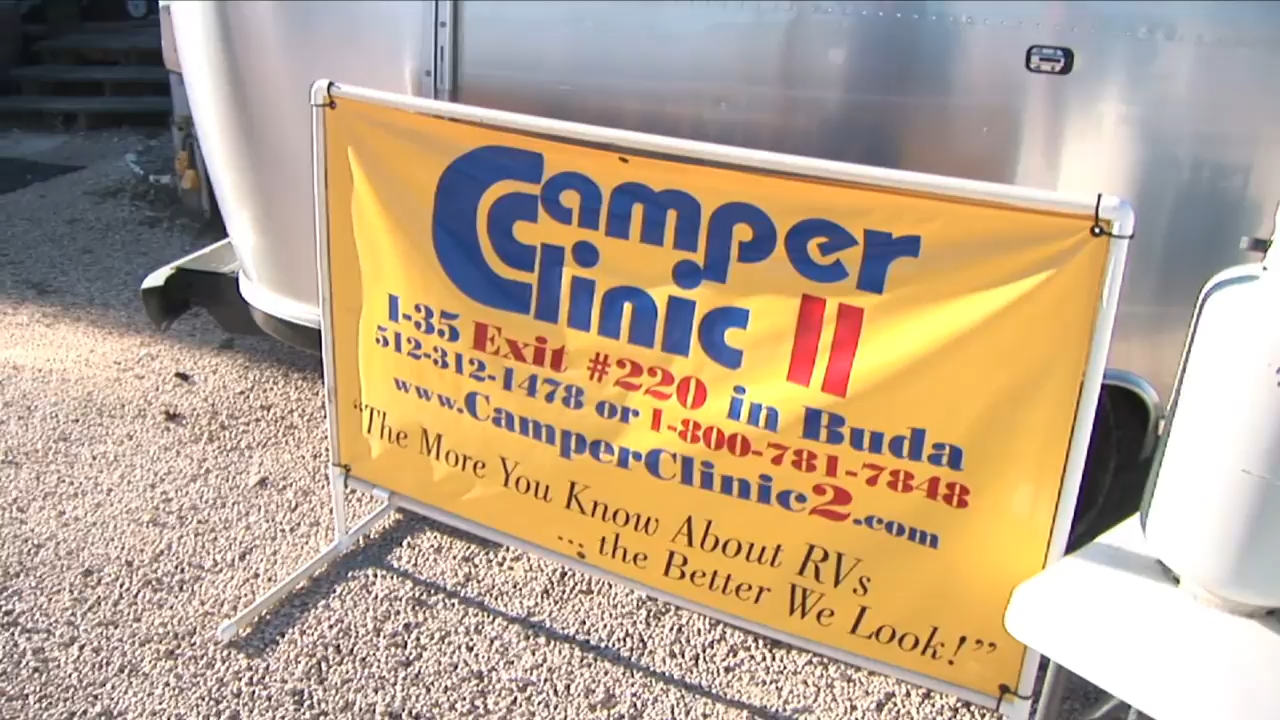 Camper
Clinic II
I-35 Exit #220 in Buda
512-312-1478 or 1-800-781-7848
www.CamperClinic2.com
“The More You Know About RVs
... the Better We Look!”